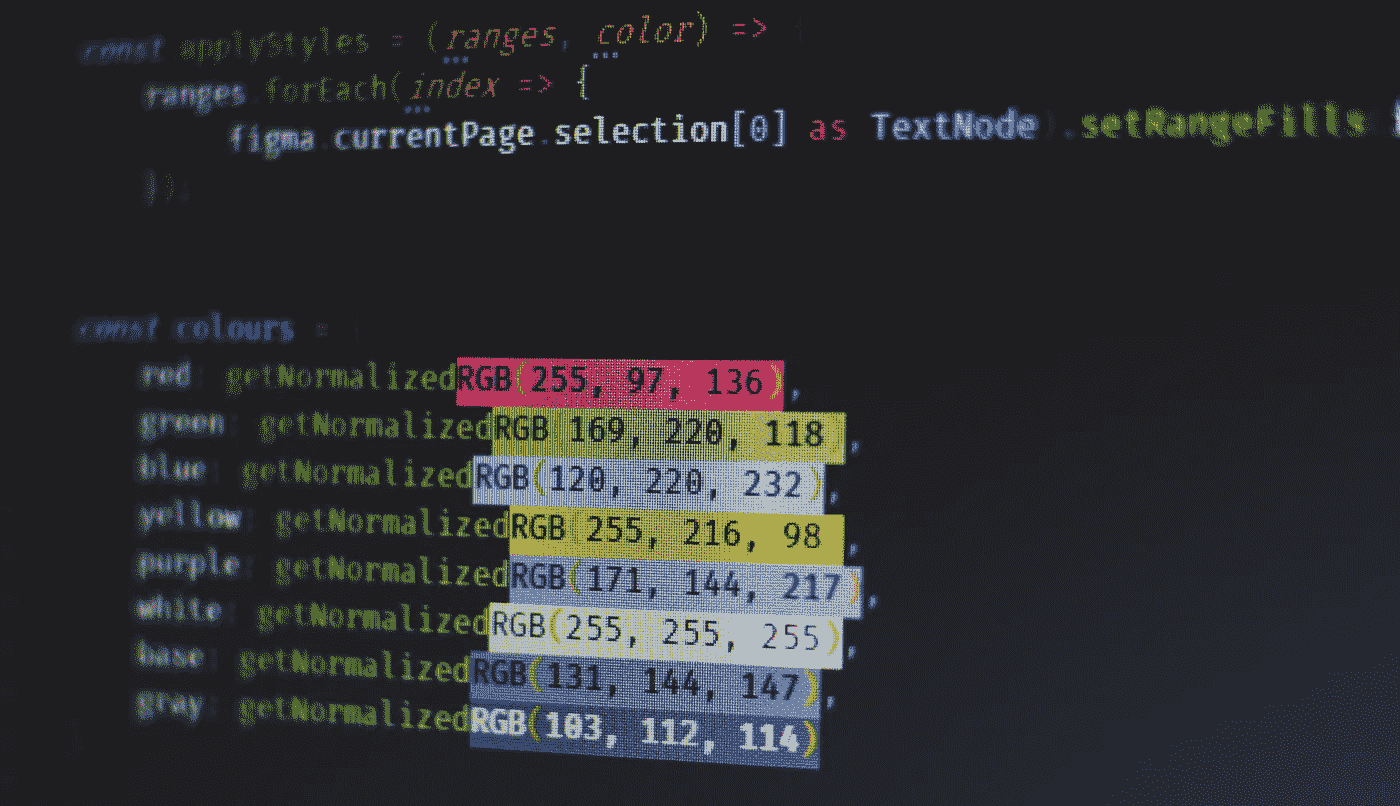 const applyStyles = (ranges, color) => {
ranges.forEach(index => {
figma.currentPage.selection[0] as TextNode).setRangeFills
});
const colours = {
red: getNormalizedRGB(255, 97, 136),
green: getNormalizedRGB(169, 220, 118),
blue: getNormalizedRGB(120, 220, 232),
yellow: getNormalizedRGB(255, 216, 98),
purple: getNormalizedRGB(171, 144, 217),
white: getNormalizedRGB(255, 255, 255),
base: getNormalizedRGB(131, 144, 147),
gray: getNormalizedRGB(103, 112, 114)